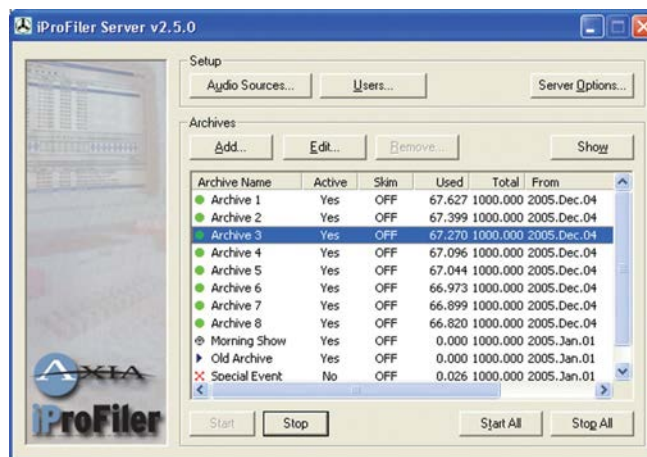 iProFiler Server v2.5.0
Setup
Audio Sources...
Users...
Server Options...
Archives
Add...
Edit...
Remove...
Show
Archive Name Active Skim Used Total From
Archive 1 Yes OFF 67.627 1000.000 2005.Dec.04
Archive 2 Yes OFF 67.399 1000.000 2005.Dec.04
Archive 3 Yes OFF 67.270 1000.000 2005.Dec.04
Archive 4 Yes OFF 67.096 1000.000 2005.Dec.04
Archive 5 Yes OFF 67.044 1000.000 2005.Dec.04
Archive 6 Yes OFF 66.973 1000.000 2005.Dec.04
Archive 7 Yes OFF 66.899 1000.000 2005.Dec.04
Archive 8 Yes OFF 66.820 1000.000 2005.Dec.04
Morning Show Yes OFF 0.000 1000.000 2005.Jan.01
Old Archive Yes OFF 0.000 1000.000 2005.Jan.01
Special Event No OFF 0.026 1000.000 2005.Jan.01
AXIA
iProFiler
Start
Stop
Start All
Stop All